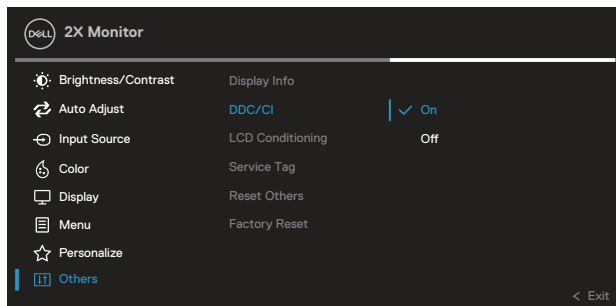 DELL 2X Monitor
Brightness/Contrast Display Info
Auto Adjust DDC/CI ✓ On
Input Source LCD Conditioning Off
Color Service Tag
Display Reset Others
Menu Factory Reset
Personalize
Others
< Exit